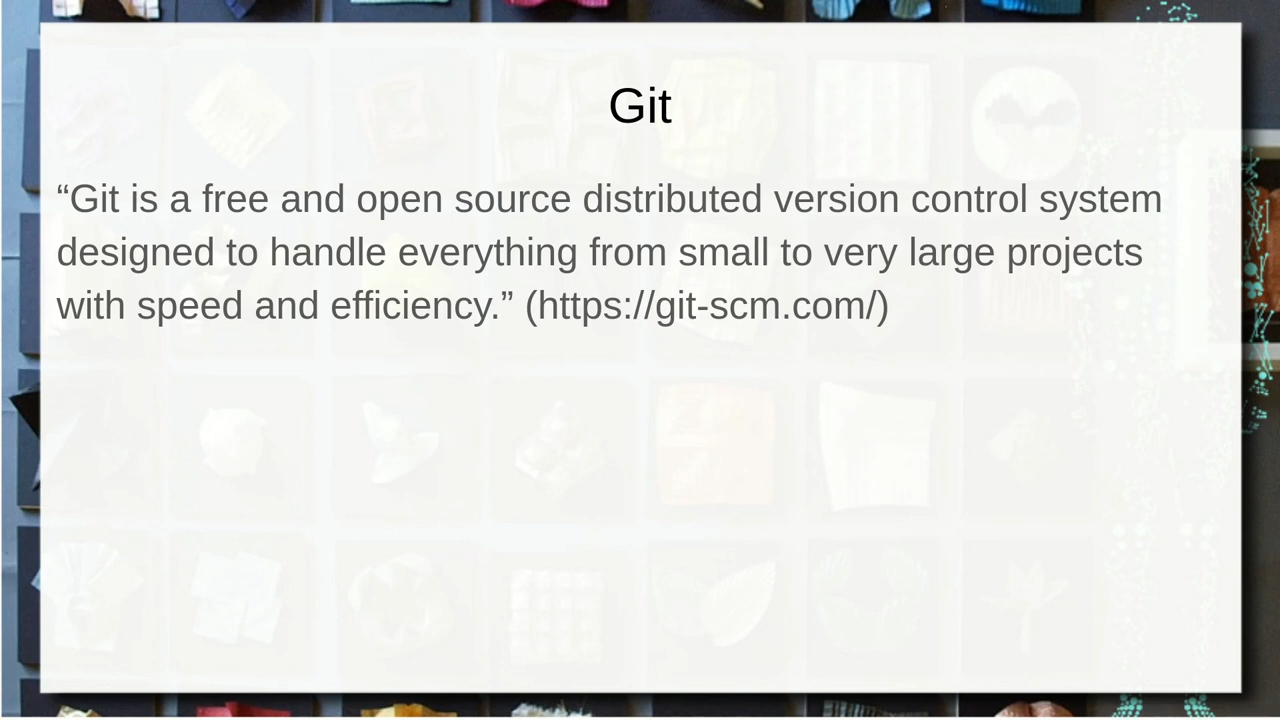 Git
“Git is a free and open source distributed version control system
designed to handle everything from small to very large projects
with speed and efficiency.” (https://git-scm.com/)